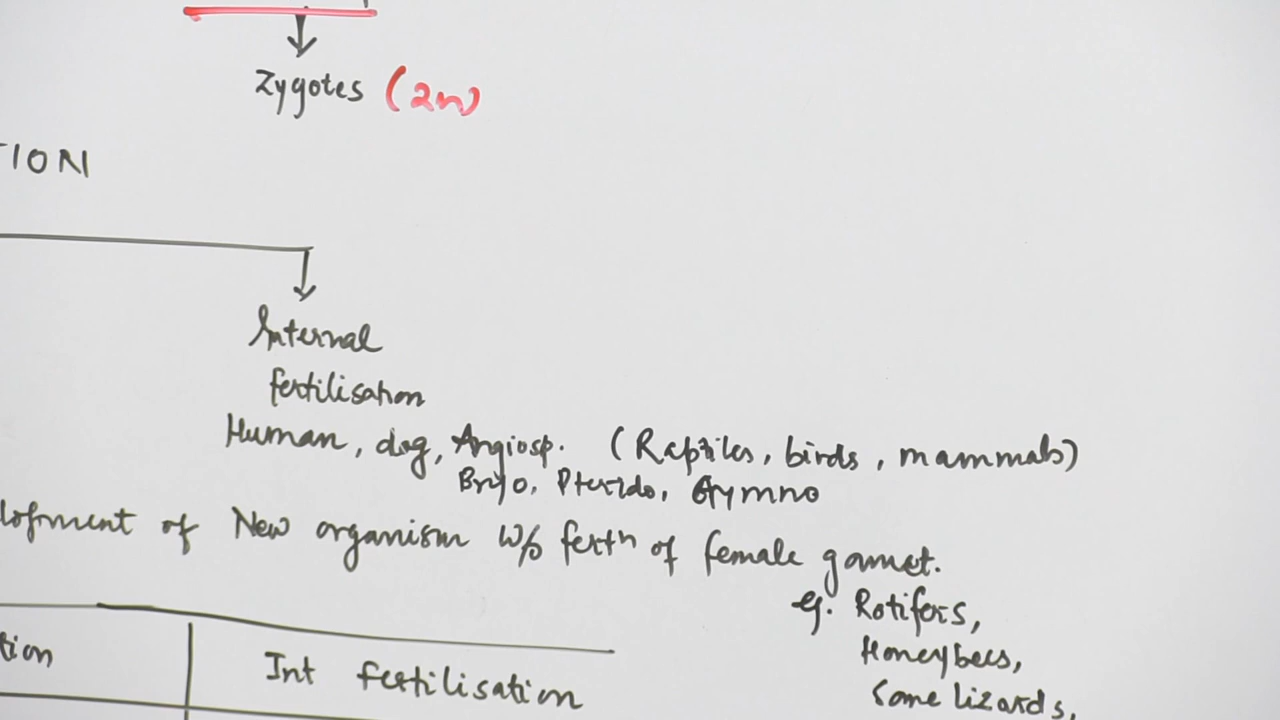 Zygotes (2n)
TION
Internal
fertilisation
Human, dog, Angiosp. (Reptiles, birds, mammals)
Bryo, Pterido, Gymno
lopment of New organism w/o fertn of female gamet.
eg. Rotifers,
Honeybees,
Some lizards,
tion
Int fertilisation